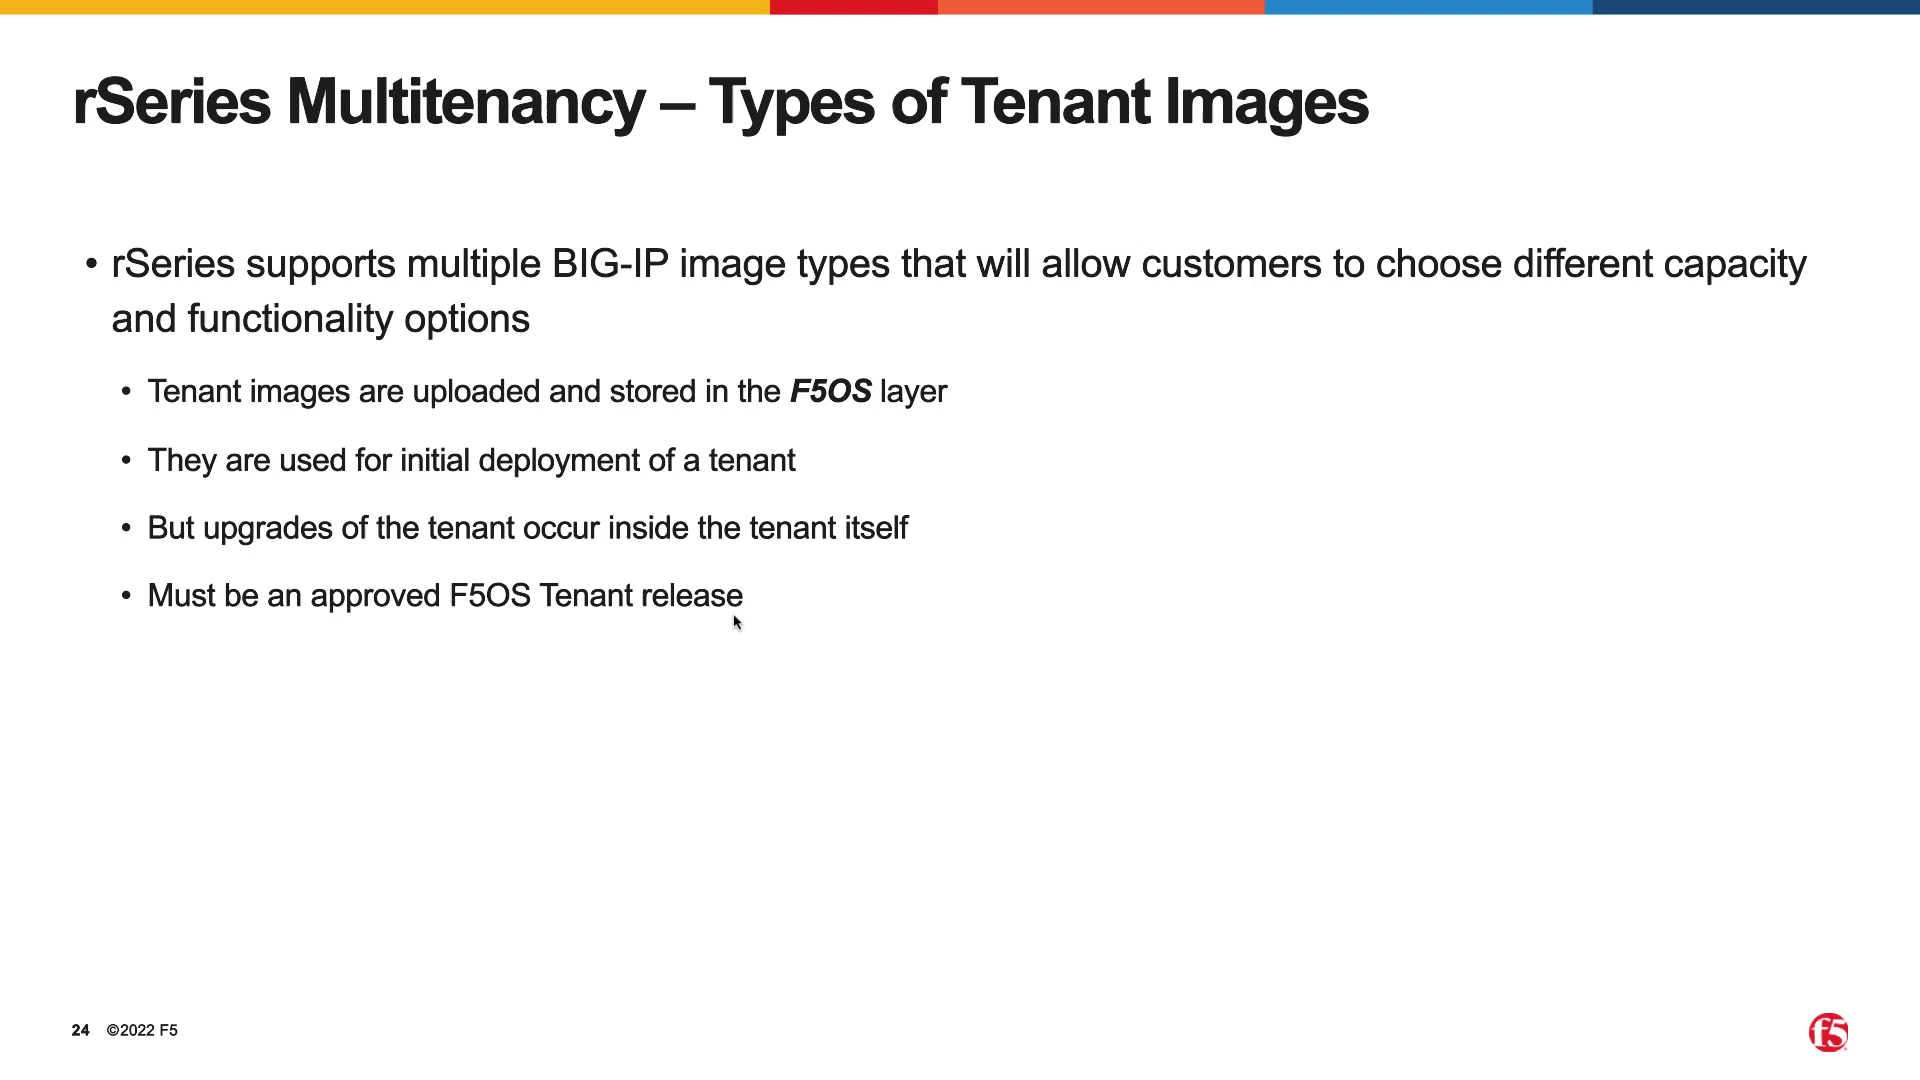 rSeries Multitenancy – Types of Tenant Images
• rSeries supports multiple BIG-IP image types that will allow customers to choose different capacity
and functionality options
• Tenant images are uploaded and stored in the F5OS layer
• They are used for initial deployment of a tenant
• But upgrades of the tenant occur inside the tenant itself
• Must be an approved F5OS Tenant release
24 ©2022 F5
f5